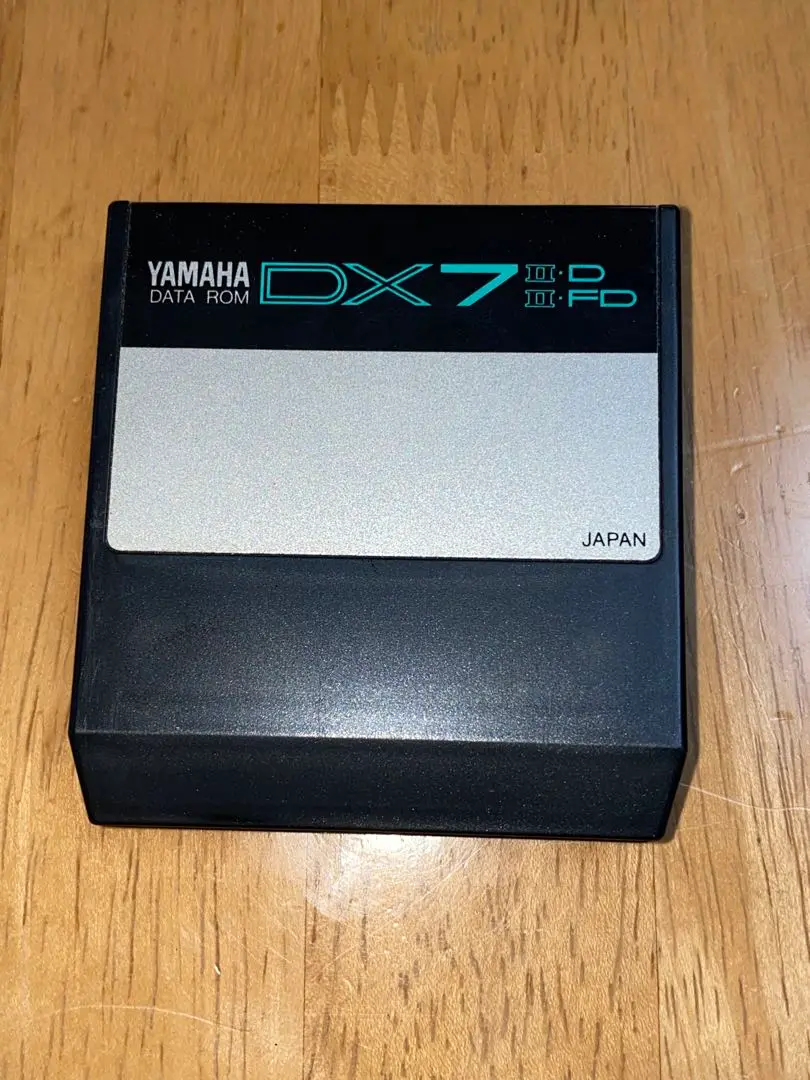 YAMAHA DX7 II·D
DATA ROM II·FD
JAPAN